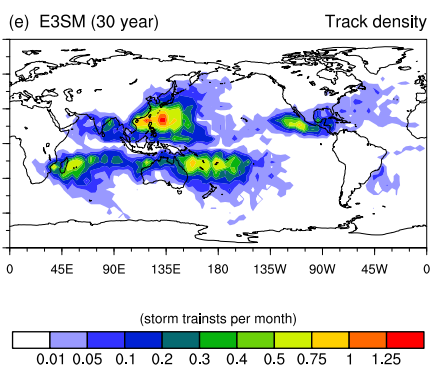 (e) E3SM (30 year) Track density
0 45E 90E 135E 180 135W 90W 45W 0
(storm trainsts per month)
0.01 0.05 0.1 0.2 0.3 0.4 0.5 0.75 1 1.25